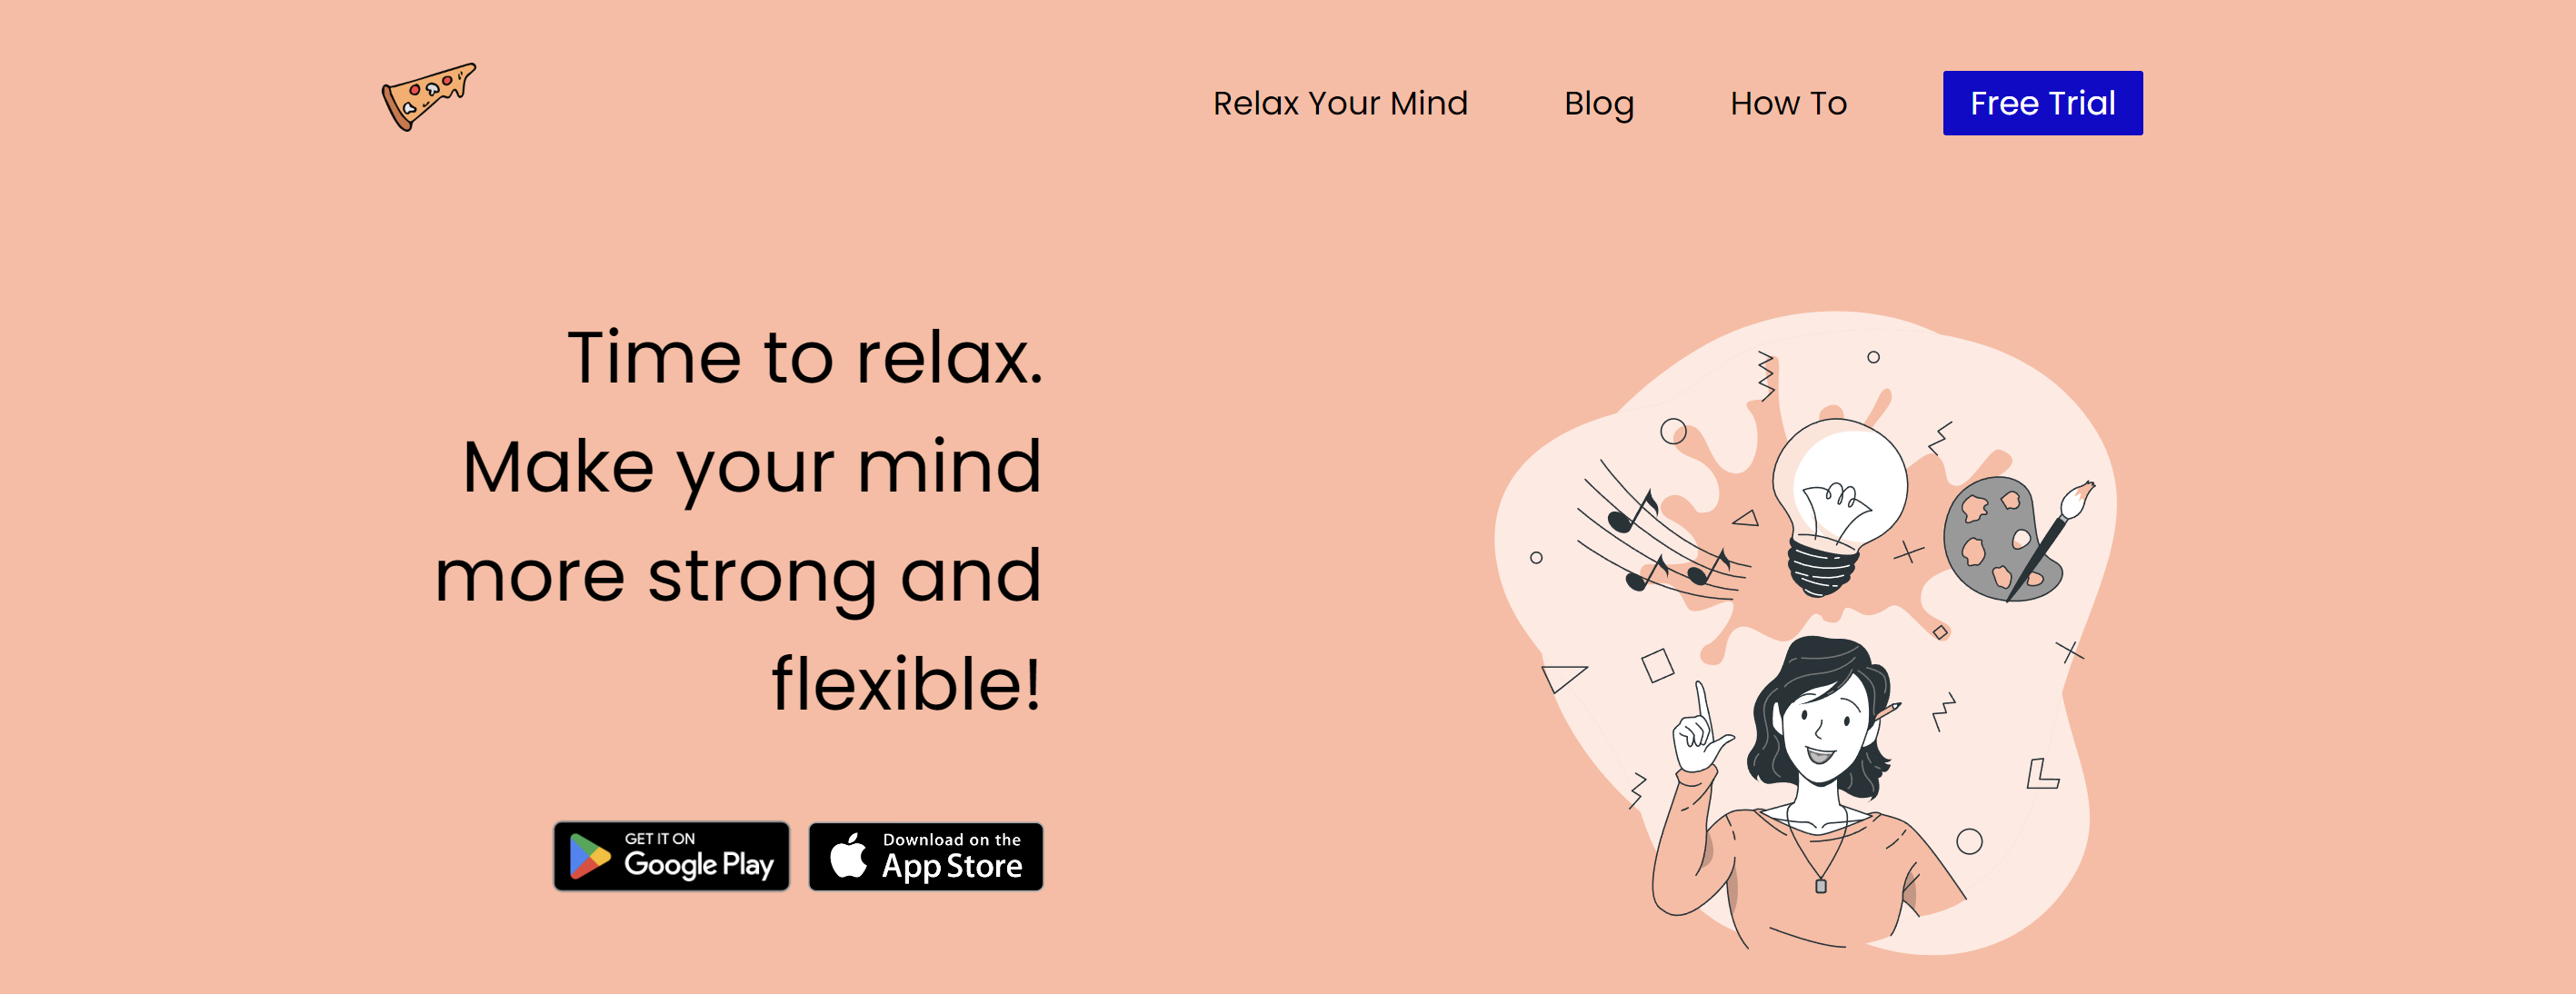 Relax Your Mind Blog How To Free Trial
Time to relax.
Make your mind
more strong and
flexible!
GET IT ON
Google Play
Download on the
App Store